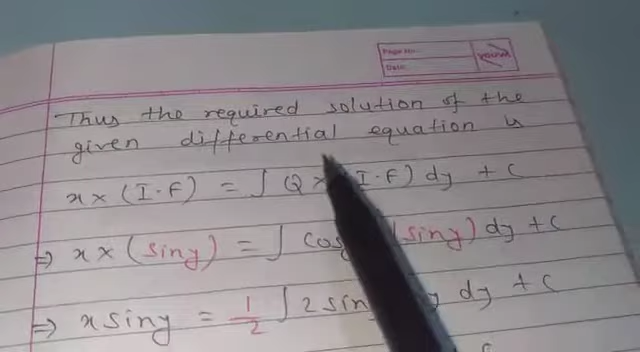 Page No.
Date:
Thus the required solution of the
given differential equation is
x × (I.F) = ∫ (Q × (I.F) dy + C
⇒ x × (siny) = ∫ cos (siny) dy + C
⇒ x siny = 1/2 ∫ 2 sin y dy + C